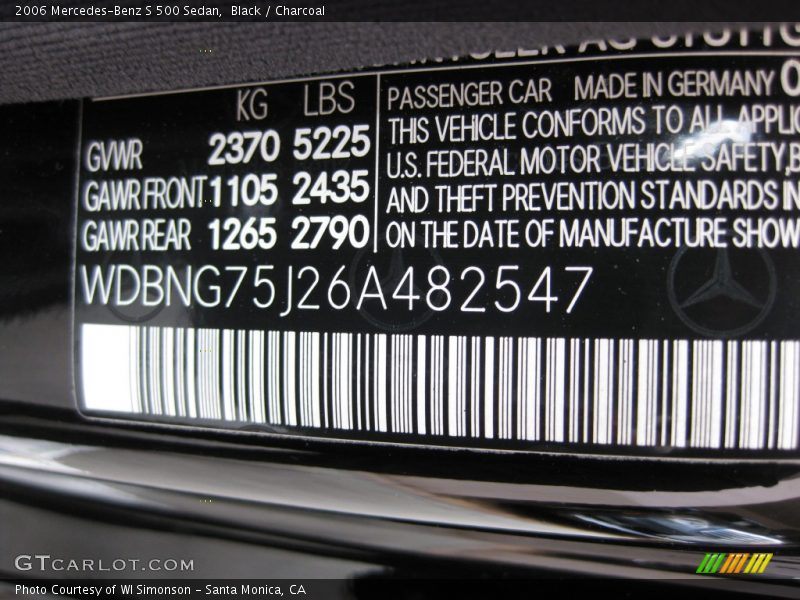 2006 Mercedes-Benz S 500 Sedan, Black / Charcoal
KG LBS
GVWR 2370 5225
GAWR FRONT 1105 2435
GAWR REAR 1265 2790
PASSENGER CAR MADE IN GERMANY
THIS VEHICLE CONFORMS TO ALL
U.S. FEDERAL MOTOR VEHICLE SAFETY,
AND THEFT PREVENTION STANDARDS IN
ON THE DATE OF MANUFACTURE SHOW
WDBNG75J26A482547
GTCARLOT.COM
Photo Courtesy of WI Simonson - Santa Monica, CA